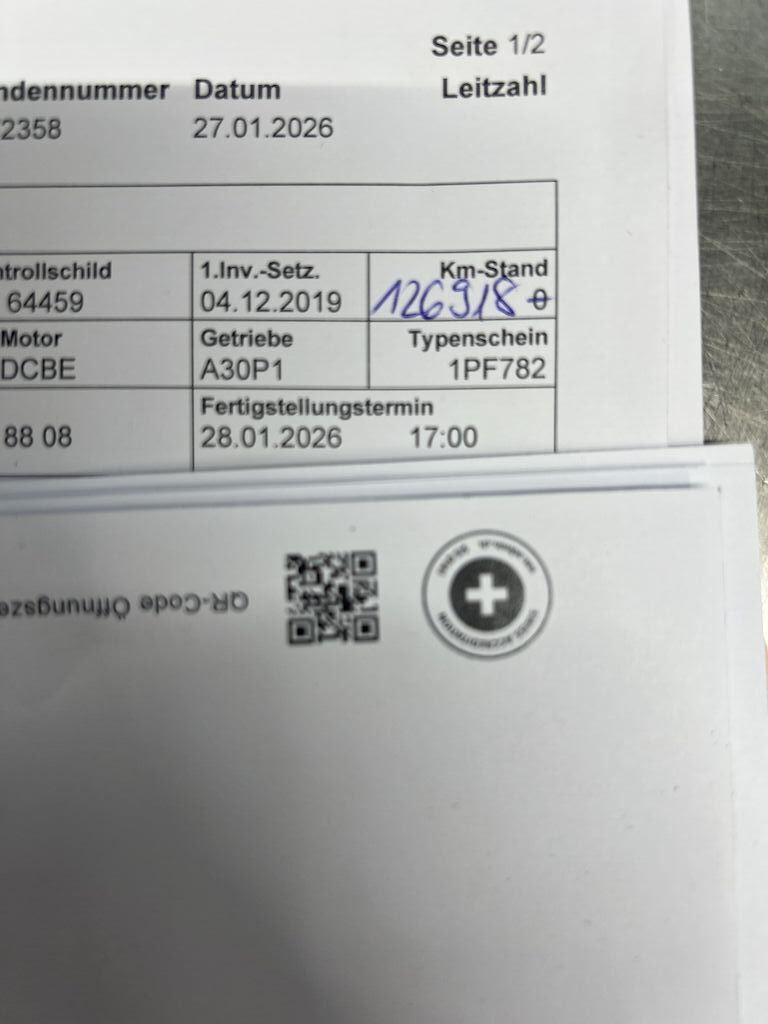 Seite 1/2
ndennummer Datum Leitzahl
2358 27.01.2026
ntrollschild 1.Inv.-Setz. Km-Stand
64459 04.12.2019 126918 0
Motor Getriebe Typenschein
DCBE A30P1 1PF782
Fertigstellungstermin
88 08 28.01.2026 17:00
QR-Code Öffnungsze